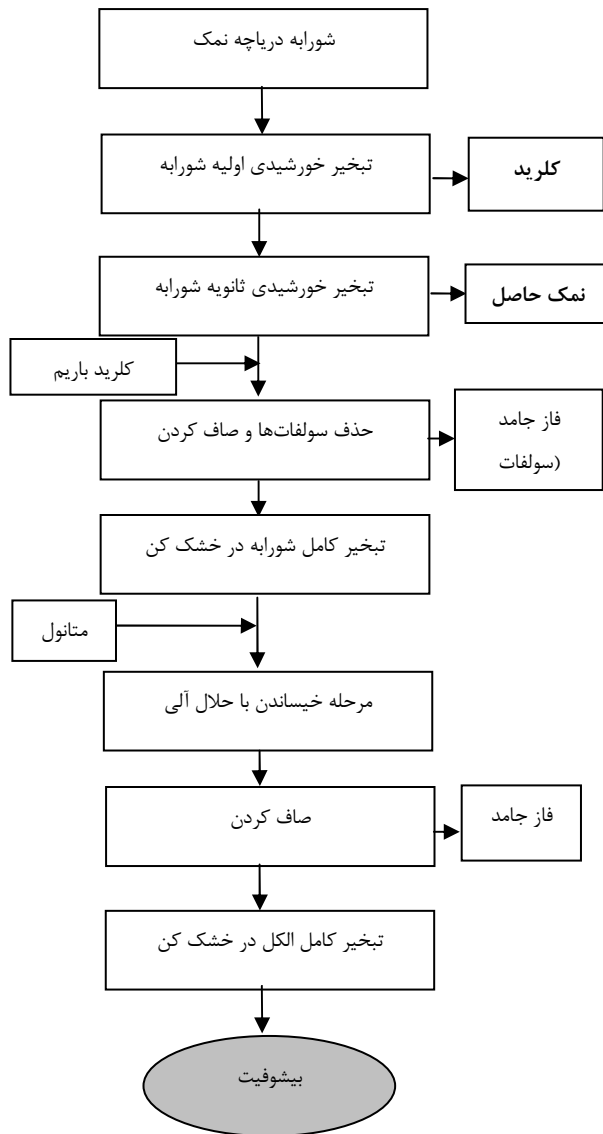 شورابه دریاچه نمک
تبخیر خورشیدی اولیه شورابه
کلرید
تبخیر خورشیدی ثانویه شورابه
نمک حاصل
کلرید باریم
حذف سولفات‌ها و صاف کردن
فاز جامد
(سولفات
تبخیر کامل شورابه در خشک کن
متانول
مرحله خیساندن با حلال آلی
صاف کردن
فاز جامد
تبخیر کامل الکل در خشک کن
بیشوفیت